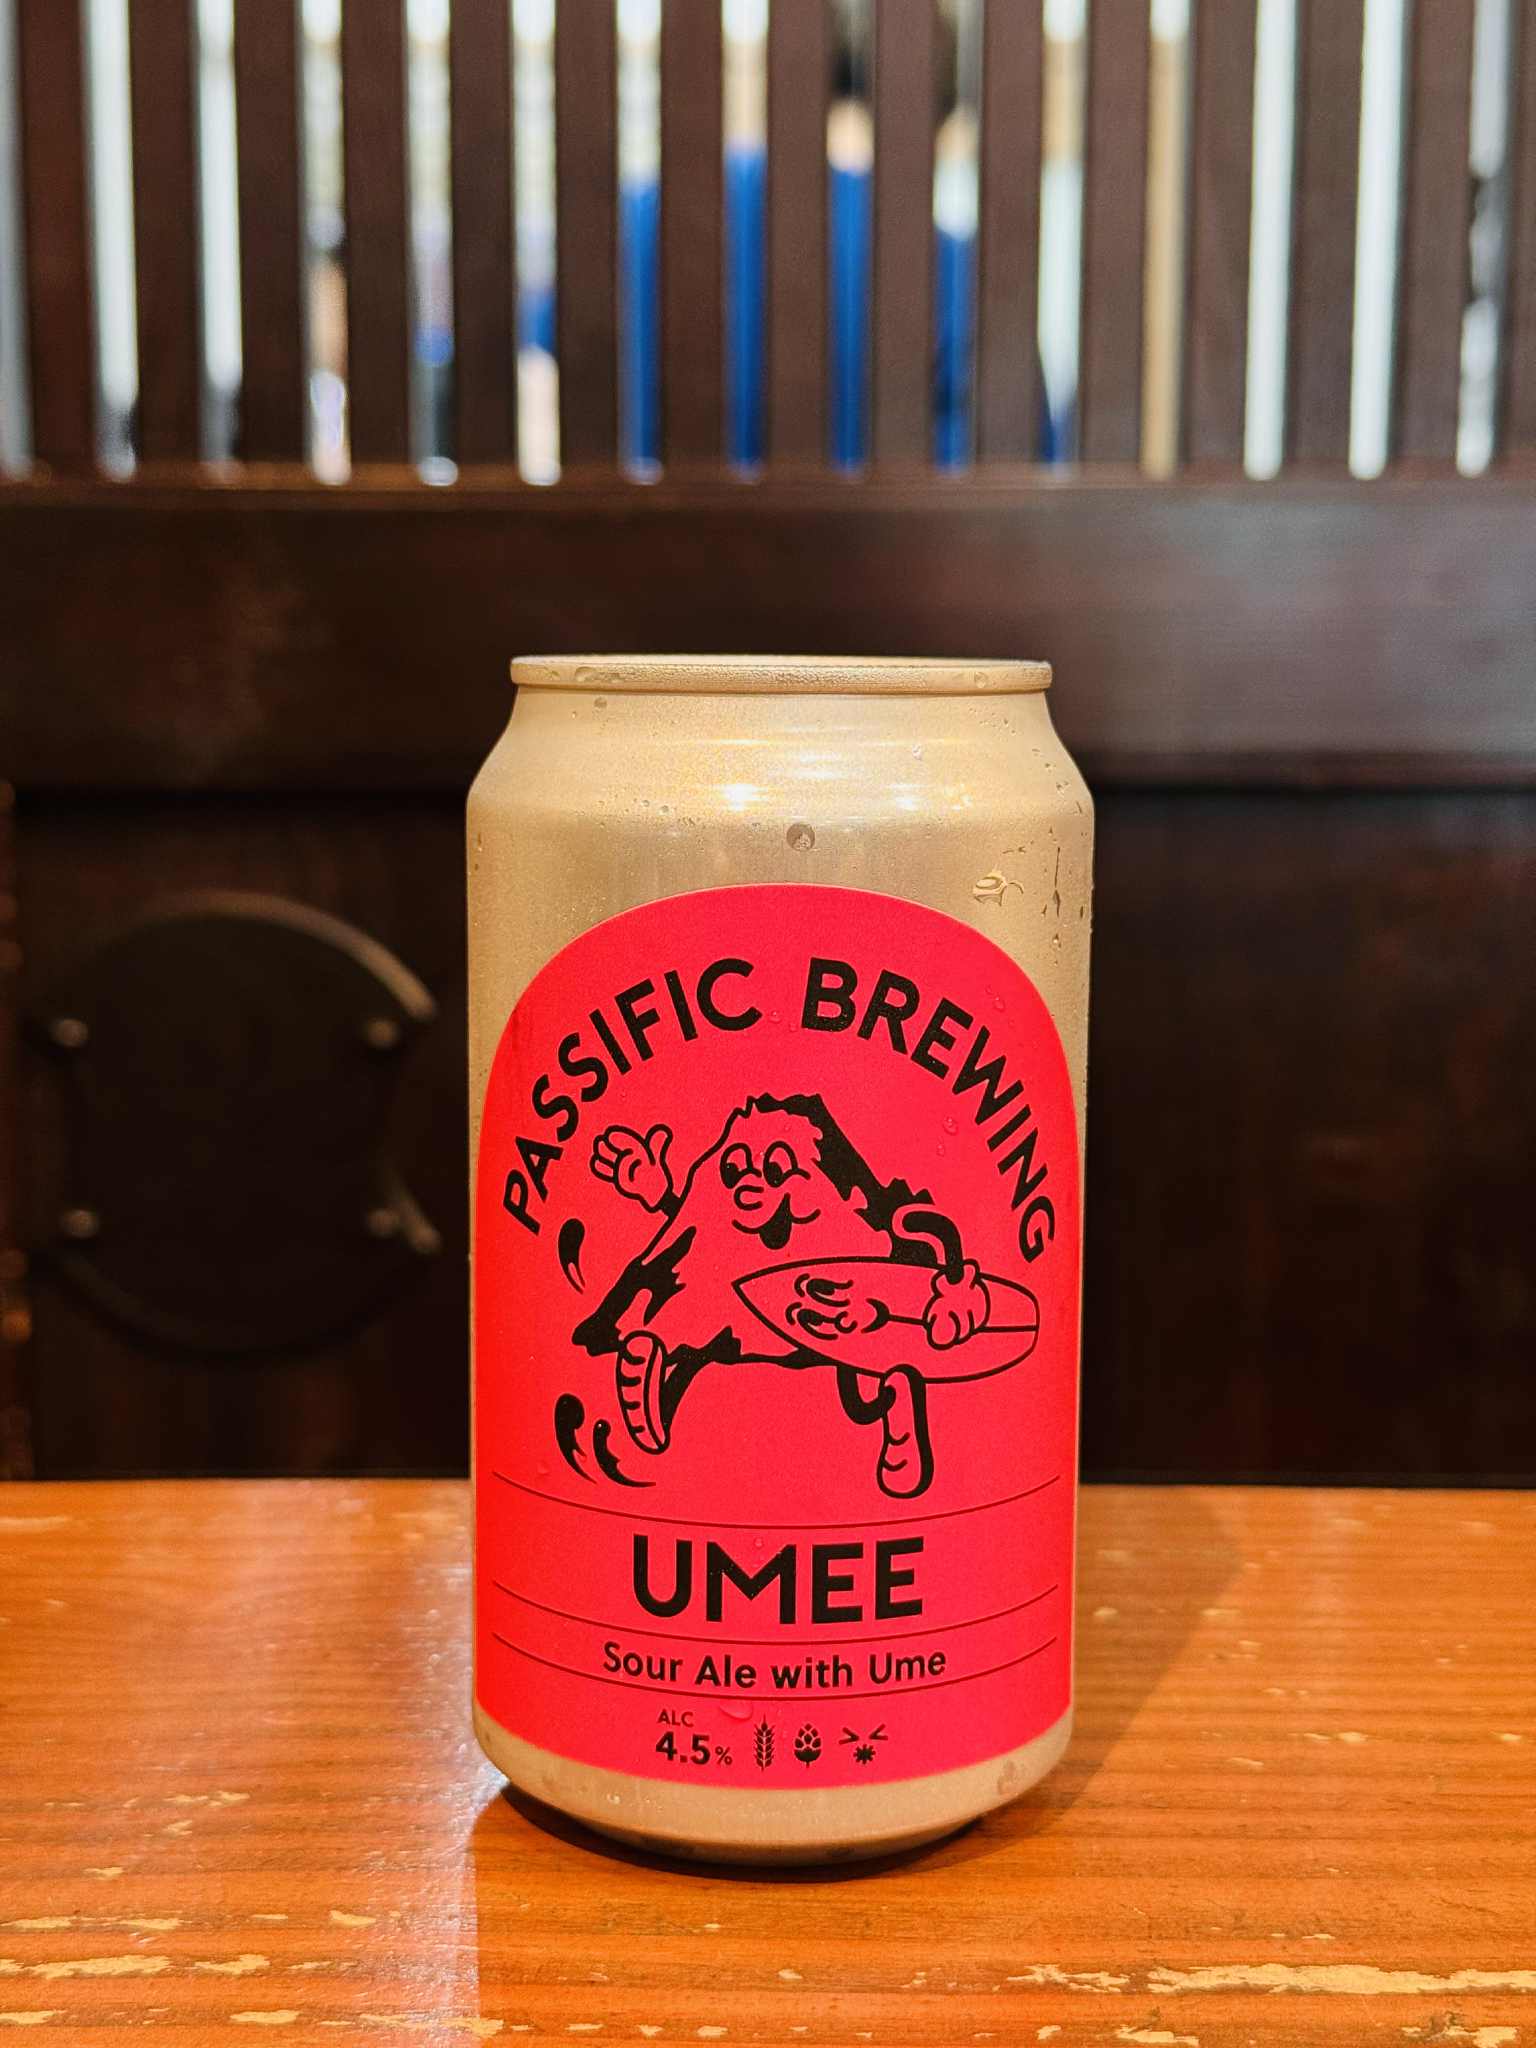 PASSIFIC BREWING
UMEE
Sour Ale with Ume
ALC
4.5%